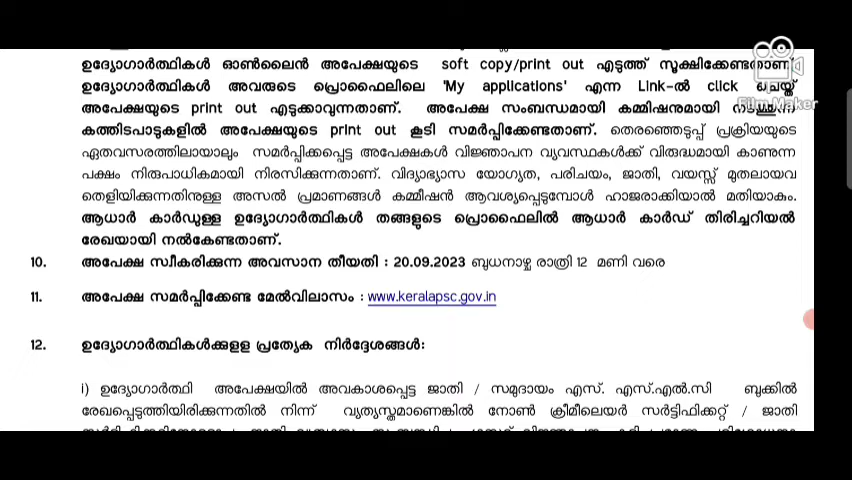 ഉദ്യോഗാർത്ഥികൾ ഓൺലൈൻ അപേക്ഷയുടെ soft copy/print out എടുത്ത് സൂക്ഷിക്കേണ്ടതാണ്
ഉദ്യോഗാർത്ഥികൾ അവരുടെ പ്രൊഫൈലിലെ 'My applications' എന്ന Link-ൽ click ചെയ്ത്
അപേക്ഷയുടെ print out എടുക്കാവുന്നതാണ്. അപേക്ഷ സംബന്ധമായി കമ്മിഷനുമായി നടത്തുന്ന
Film Maker
കത്തിടപാടുകളിൽ അപേക്ഷയുടെ print out കൂടി സമർപ്പിക്കേണ്ടതാണ്. തെരഞ്ഞെടുപ്പ് പ്രക്രിയയുടെ
ഏതവസരത്തിലായാലും സമർപ്പിക്കപ്പെട്ട അപേക്ഷകൾ വിജ്ഞാപന വ്യവസ്ഥകൾക്ക് വിരുദ്ധമായി കാണുന്ന
പക്ഷം നിരുപാധികമായി നിരസിക്കുന്നതാണ്. വിദ്യാഭ്യാസ യോഗ്യത, പരിചയം, ജാതി, വയസ്സ് മുതലായവ
തെളിയിക്കുന്നതിനുള്ള അസൽ പ്രമാണങ്ങൾ കമ്മീഷൻ ആവശ്യപ്പെടുമ്പോൾ ഹാജരാക്കിയാൽ മതിയാകും.
ആധാർ കാർഡുള്ള ഉദ്യോഗാർത്ഥികൾ തങ്ങളുടെ പ്രൊഫൈലിൽ ആധാർ കാർഡ് തിരിച്ചറിയൽ
രേഖയായി നൽകേണ്ടതാണ്.
10. അപേക്ഷ സ്വീകരിക്കുന്ന അവസാന തീയതി : 20.09.2023 ബുധനാഴ്ച രാത്രി 12 മണി വരെ
11. അപേക്ഷ സമർപ്പിക്കേണ്ട മേൽവിലാസം : www.keralapsc.gov.in
12. ഉദ്യോഗാർത്ഥികൾക്കുളള പ്രത്യേക നിർദ്ദേശങ്ങൾ:
i) ഉദ്യോഗാർത്ഥി അപേക്ഷയിൽ അവകാശപ്പെട്ട ജാതി / സമുദായം എസ്. എസ്.എൽ.സി ബുക്കിൽ
രേഖപ്പെടുത്തിയിരിക്കുന്നതിൽ നിന്ന് വ്യത്യസ്തമാണെങ്കിൽ നോൺ ക്രീമീലെയർ സർട്ടിഫിക്കറ്റ് / ജാതി